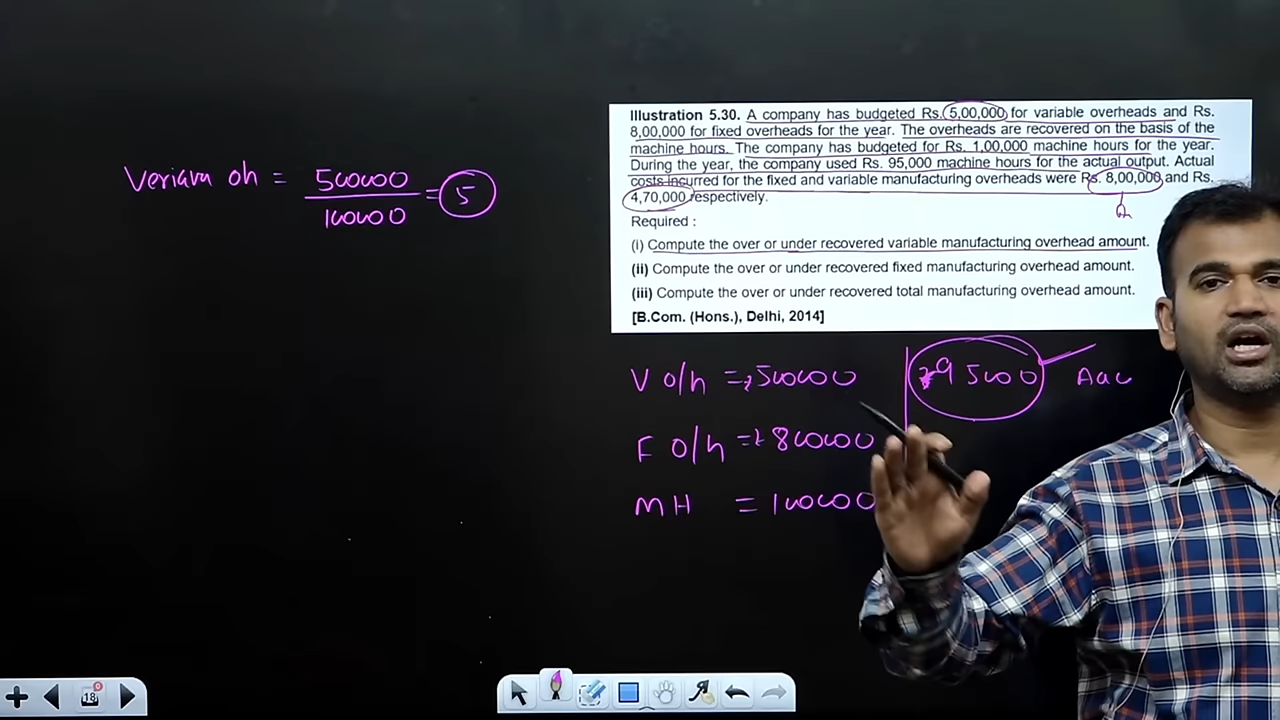 Illustration 5.30. A company has budgeted Rs. 5,00,000 for variable overheads and Rs.
8,00,000 for fixed overheads for the year. The overheads are recovered on the basis of the
machine hours. The company has budgeted for Rs. 1,00,000 machine hours for the year.
During the year, the company used Rs. 95,000 machine hours for the actual output. Actual
costs incurred for the fixed and variable manufacturing overheads were Rs. 8,00,000 and Rs.
4,70,000 respectively.
Required :
(i) Compute the over or under recovered variable manufacturing overhead amount.
(ii) Compute the over or under recovered fixed manufacturing overhead amount.
(iii) Compute the over or under recovered total manufacturing overhead amount.
[B.Com. (Hons.), Delhi, 2014]
oh = 500000 = 5
100000
V o/h = 500000 95000
F o/h = 800000
MH = 100000
18